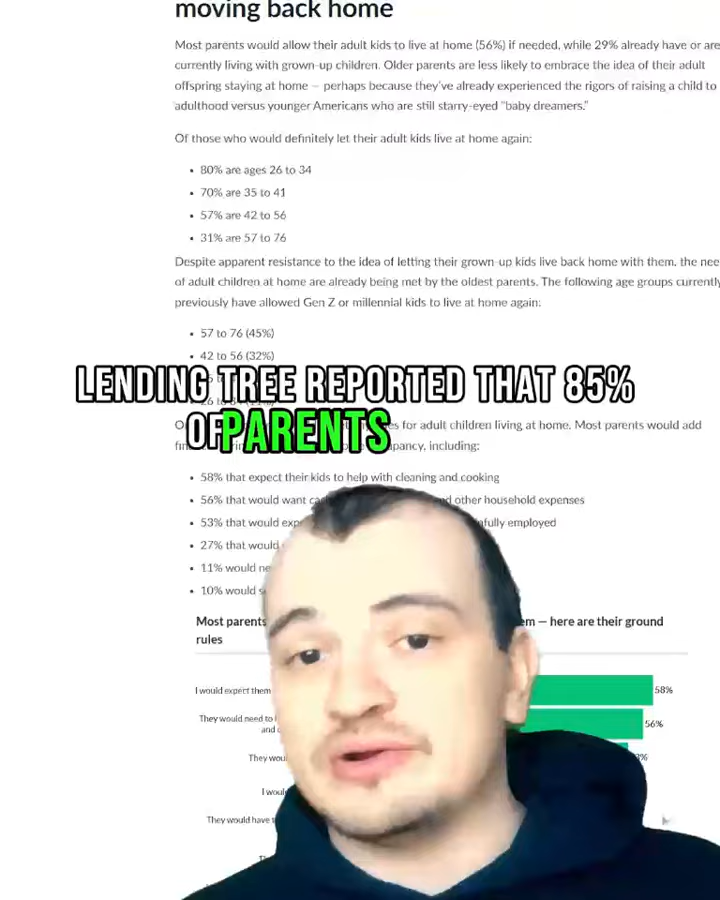 moving back home
Most parents would allow their adult kids to live at home (56%) if needed, while 29% already have or are
currently living with grown-up children. Older parents are less likely to embrace the idea of their adult
offspring staying at home — perhaps because they've already experienced the rigors of raising a child to
adulthood versus younger Americans who are still starry-eyed "baby dreamers."
Of those who would definitely let their adult kids live at home again:
• 80% are ages 26 to 34
• 70% are 35 to 41
• 57% are 42 to 56
• 31% are 57 to 76
Despite apparent resistance to the idea of letting their grown-up kids live back home with them, the nee
of adult children at home are already being met by the oldest parents. The following age groups currently
previously have allowed Gen Z or millennial kids to live at home again:
• 57 to 76 (45%)
• 42 to 56 (32%)
LENDING TREE REPORTED THAT 85%
OF PARENTS
for adult children living at home. Most parents would add
including:
• 58% that expect their kids to help with cleaning and cooking
• 56% that would want other household expenses
• 53% that would employed
• 27% that would
• 11% would
• 10% would
Most parents — here are their ground
rules
I would expect them
58%
They would need to
and
56%
They
I
They would have